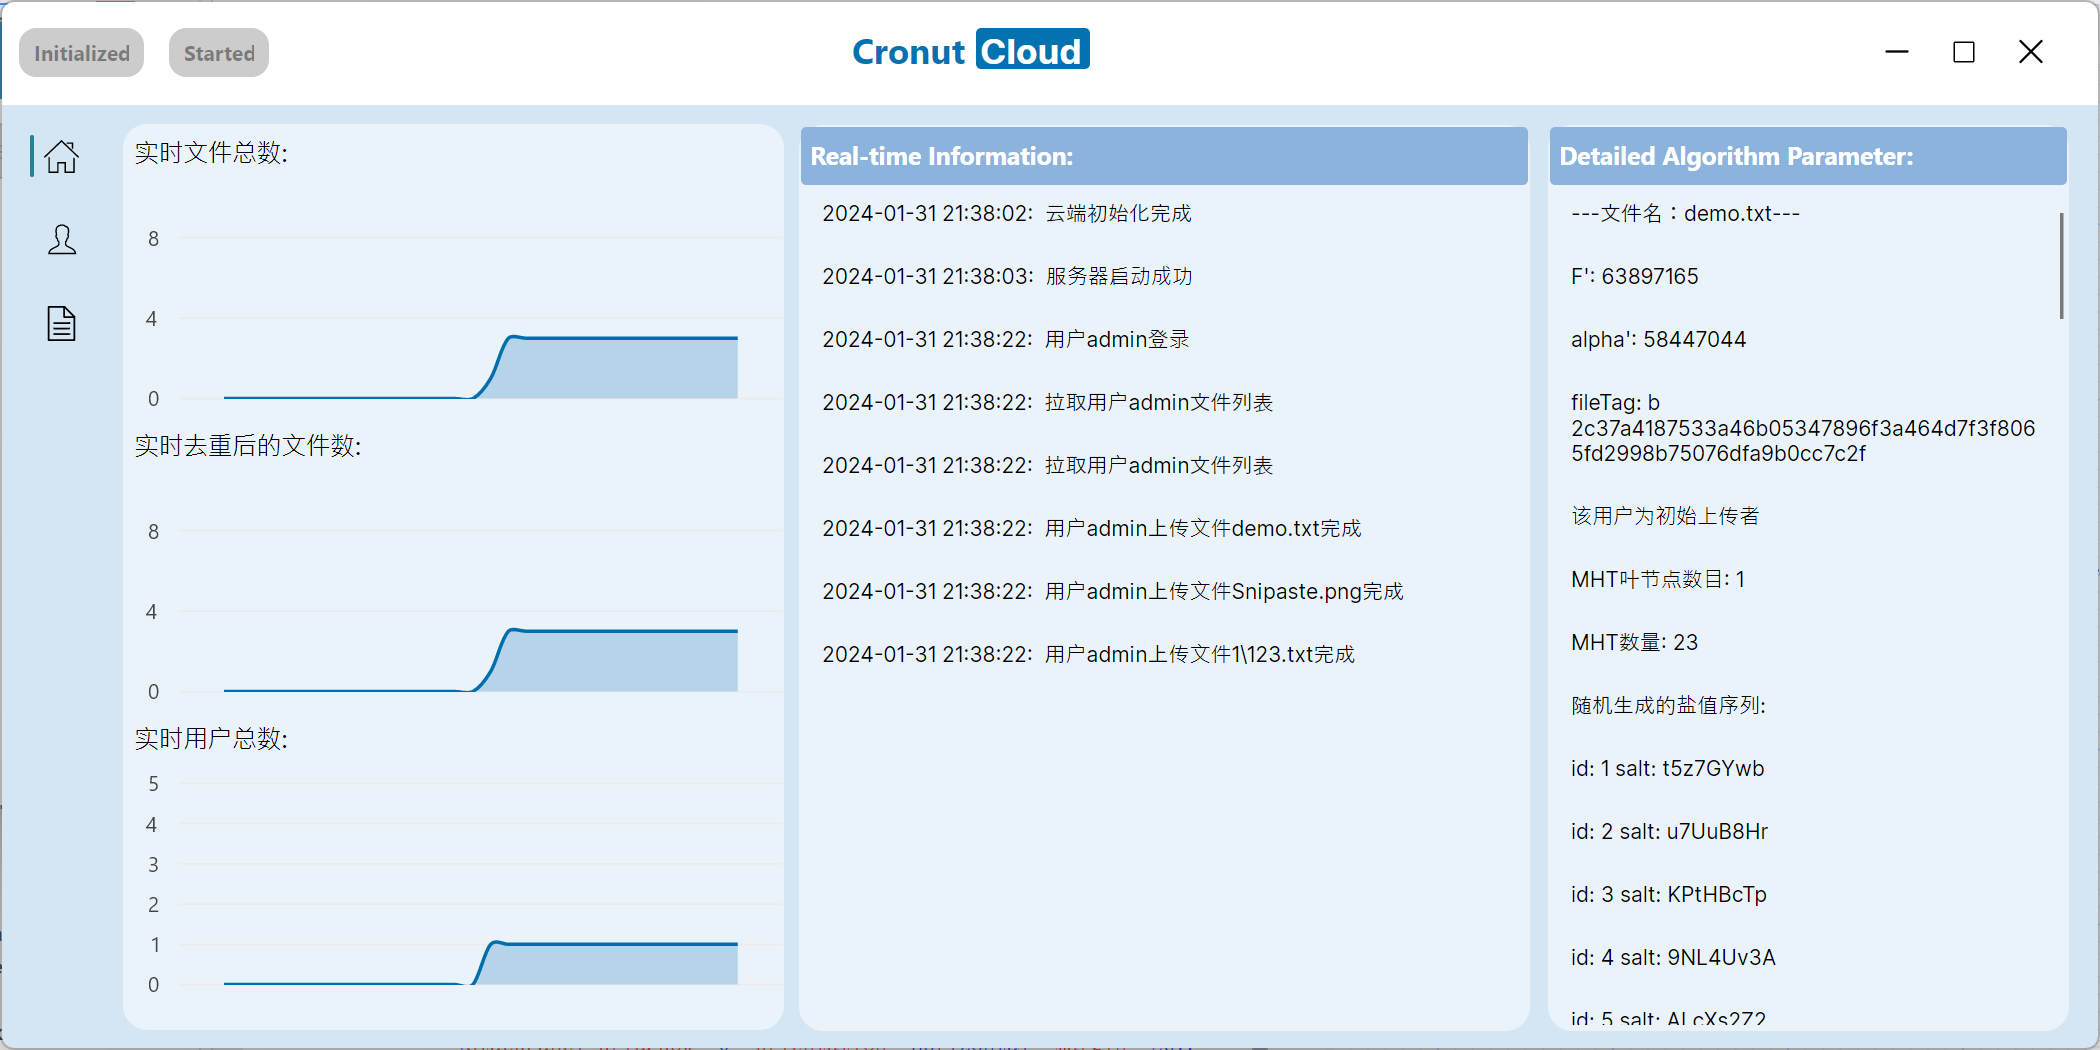 Initialized
Started
Cronut Cloud
实时文件总数:
8
4
0
实时去重后的文件数:
8
4
0
实时用户总数:
5
4
3
2
1
0
Real-time Information:
2024-01-31 21:38:02: 云端初始化完成
2024-01-31 21:38:03: 服务器启动成功
2024-01-31 21:38:22: 用户admin登录
2024-01-31 21:38:22: 拉取用户admin文件列表
2024-01-31 21:38:22: 拉取用户admin文件列表
2024-01-31 21:38:22: 用户admin上传文件demo.txt完成
2024-01-31 21:38:22: 用户admin上传文件Snipaste.png完成
2024-01-31 21:38:22: 用户admin上传文件1\123.txt完成
Detailed Algorithm Parameter:
---文件名：demo.txt---
F': 63897165
alpha': 58447044
fileTag: b
2c37a4187533a46b05347896f3a464d7f3f806
5fd2998b75076dfa9b0cc7c2f
该用户为初始上传者
MHT叶节点数目: 1
MHT数量: 23
随机生成的盐值序列:
id: 1 salt: t5z7GYwb
id: 2 salt: u7UuB8Hr
id: 3 salt: KPtHBcTp
id: 4 salt: 9NL4Uv3A
id: 5 salt: ALcXs2Z2